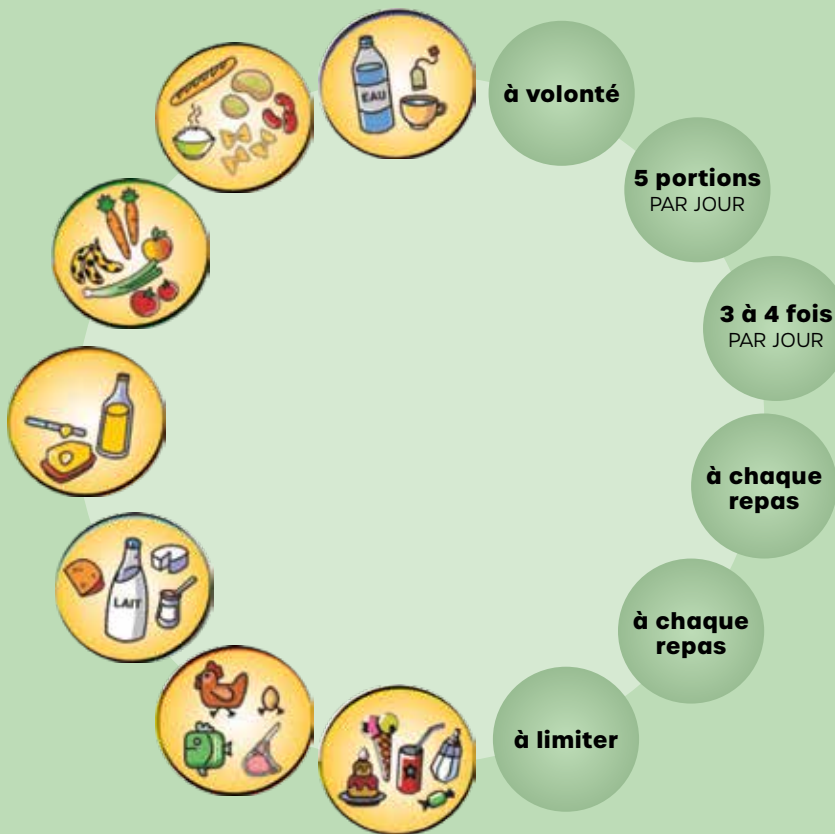 EAU
à volonté
5 portions
PAR JOUR
3 à 4 fois
PAR JOUR
à chaque
repas
LAIT
à chaque
repas
à limiter